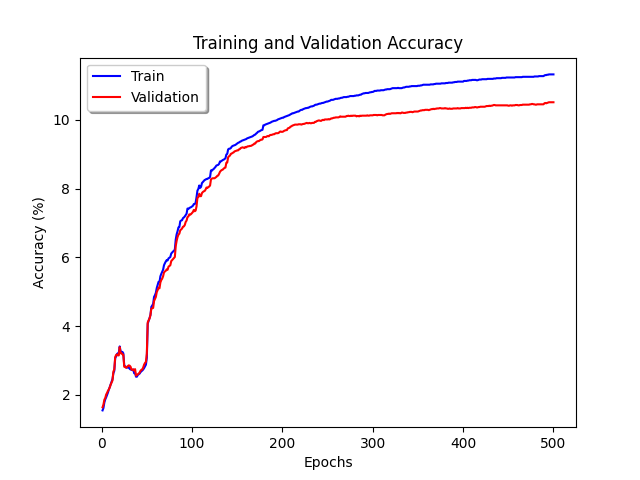 Training and Validation Accuracy
Train
Validation
Accuracy (%)
10
8
6
4
2
0
100
200
300
400
500
Epochs